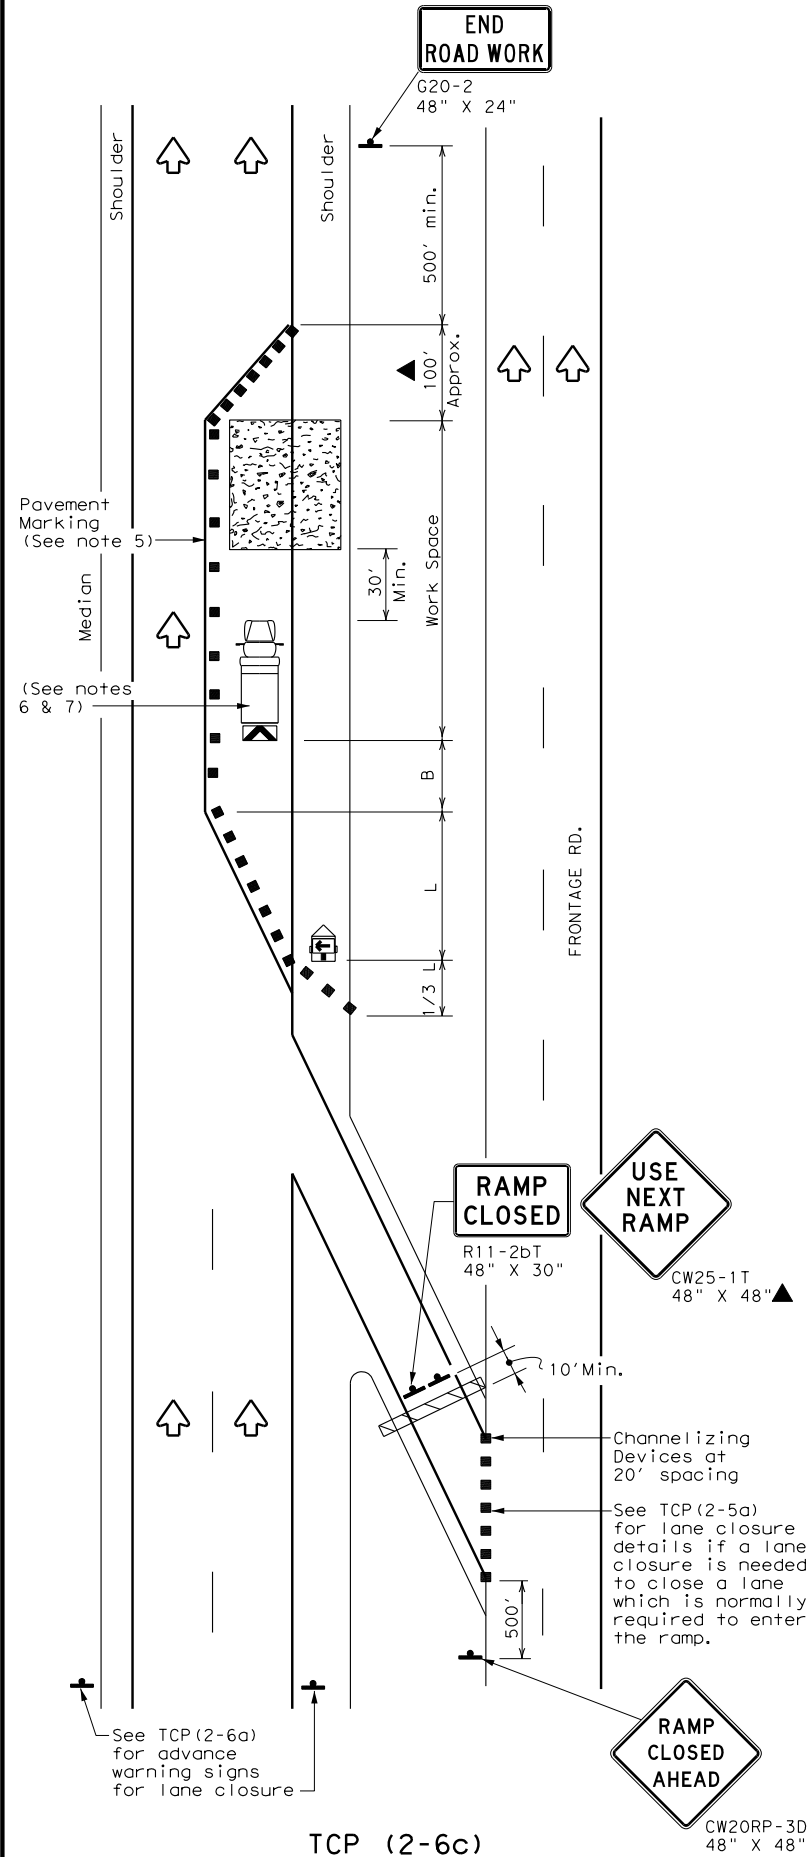 END
ROAD WORK
G20-2
48" X 24"
Shoulder
Shoulder
500' min.
100'
Approx.
Pavement
Marking
(See note 5)
Work Space
30'
Min.
Median
(See notes
6 & 7)
B
L
FRONTAGE RD.
1/3 L
RAMP
CLOSED
R11-2bT
48" X 30"
USE
NEXT
RAMP
CW25-1T
48" X 48"
10'Min.
Channelizing
Devices at
20' spacing
See TCP(2-5a)
for lane closure
details if a lane
closure is needed
to close a lane
which is normally
required to enter
the ramp.
500'
See TCP(2-6a)
for advance
warning signs
for lane closure
RAMP
CLOSED
AHEAD
CW20RP-3D
48" X 48"
TCP (2-6c)